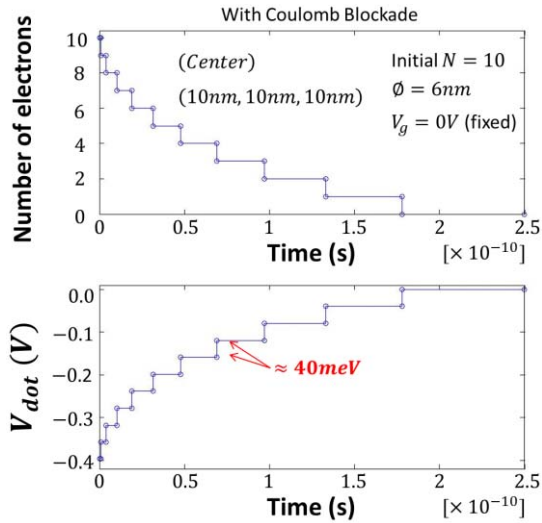 With Coulomb Blockade
Number of electrons
10
8
6
4
2
0
(Center)
(10nm, 10nm, 10nm)
Initial N = 10
Ø = 6nm
V_g = 0V (fixed)
0 0.5 1 1.5 2 2.5
Time (s)
[× 10^-10]
V_dot (V)
0.0
-0.1
-0.2
-0.3
-0.4
≈ 40meV
0 0.5 1 1.5 2 2.5
Time (s)
[× 10^-10]